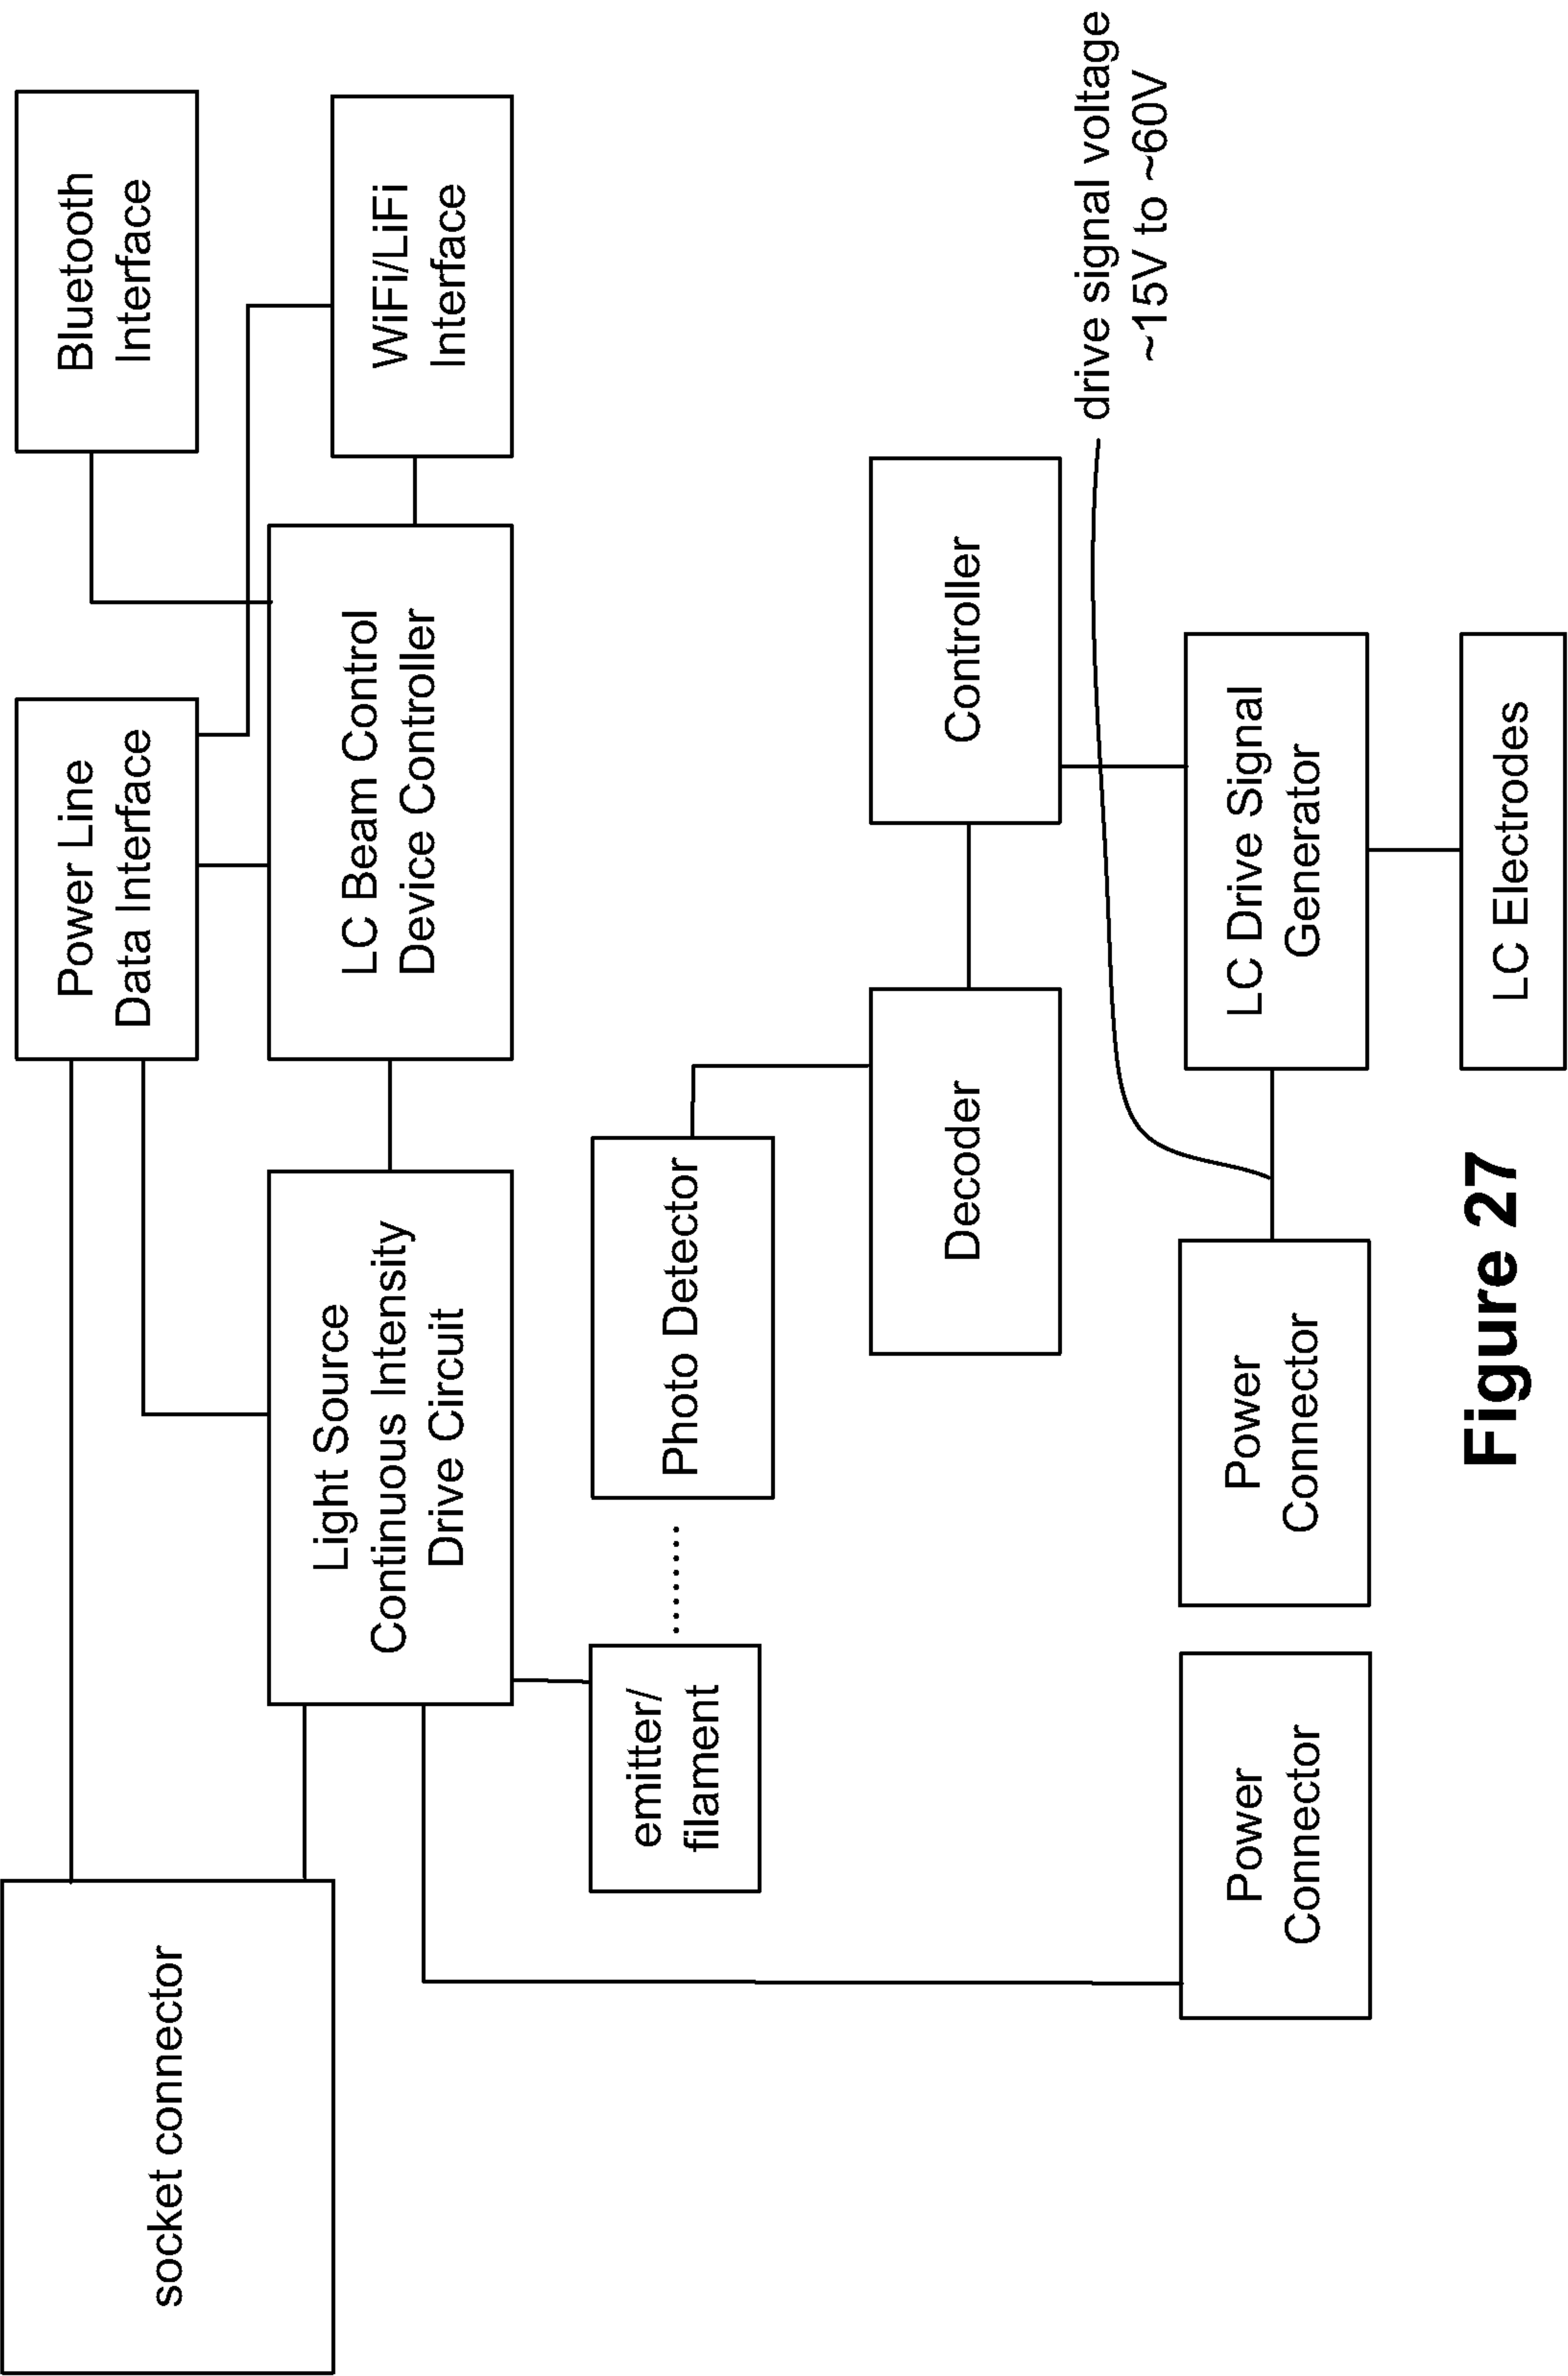 socket connector
Power Line
Data Interface
Bluetooth
Interface
Light Source
Continuous Intensity
Drive Circuit
LC Beam Control
Device Controller
WiFi/LiFi
Interface
emitter/
filament
Photo Detector
Decoder
Controller
drive signal voltage
~15V to ~60V
Power
Connector
Power
Connector
LC Drive Signal
Generator
LC Electrodes
Figure 27